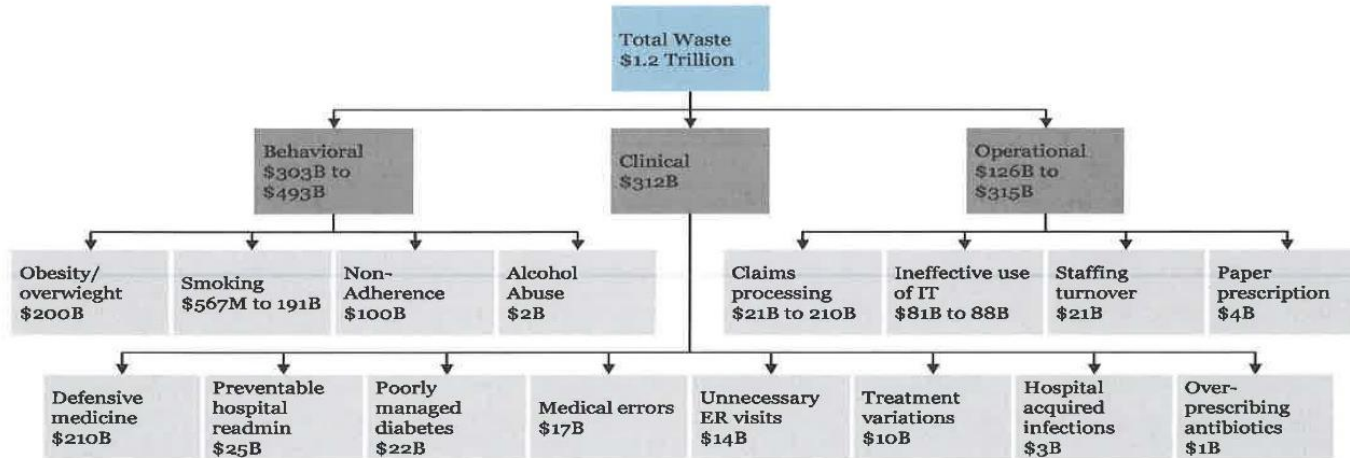 Total Waste
$1.2 Trillion
Behavioral
$303B to
$493B
Clinical
$312B
Operational
$126B to
$315B
Obesity/
overwieght
$200B
Smoking
$567M to 191B
Non-
Adherence
$100B
Alcohol
Abuse
$2B
Claims
processing
$21B to 210B
Ineffective use
of IT
$81B to 88B
Staffing
turnover
$21B
Paper
prescription
$4B
Defensive
medicine
$210B
Preventable
hospital
readmin
$25B
Poorly
managed
diabetes
$22B
Medical errors
$17B
Unnecessary
ER visits
$14B
Treatment
variations
$10B
Hospital
acquired
infections
$3B
Over-
prescribing
antibiotics
$1B